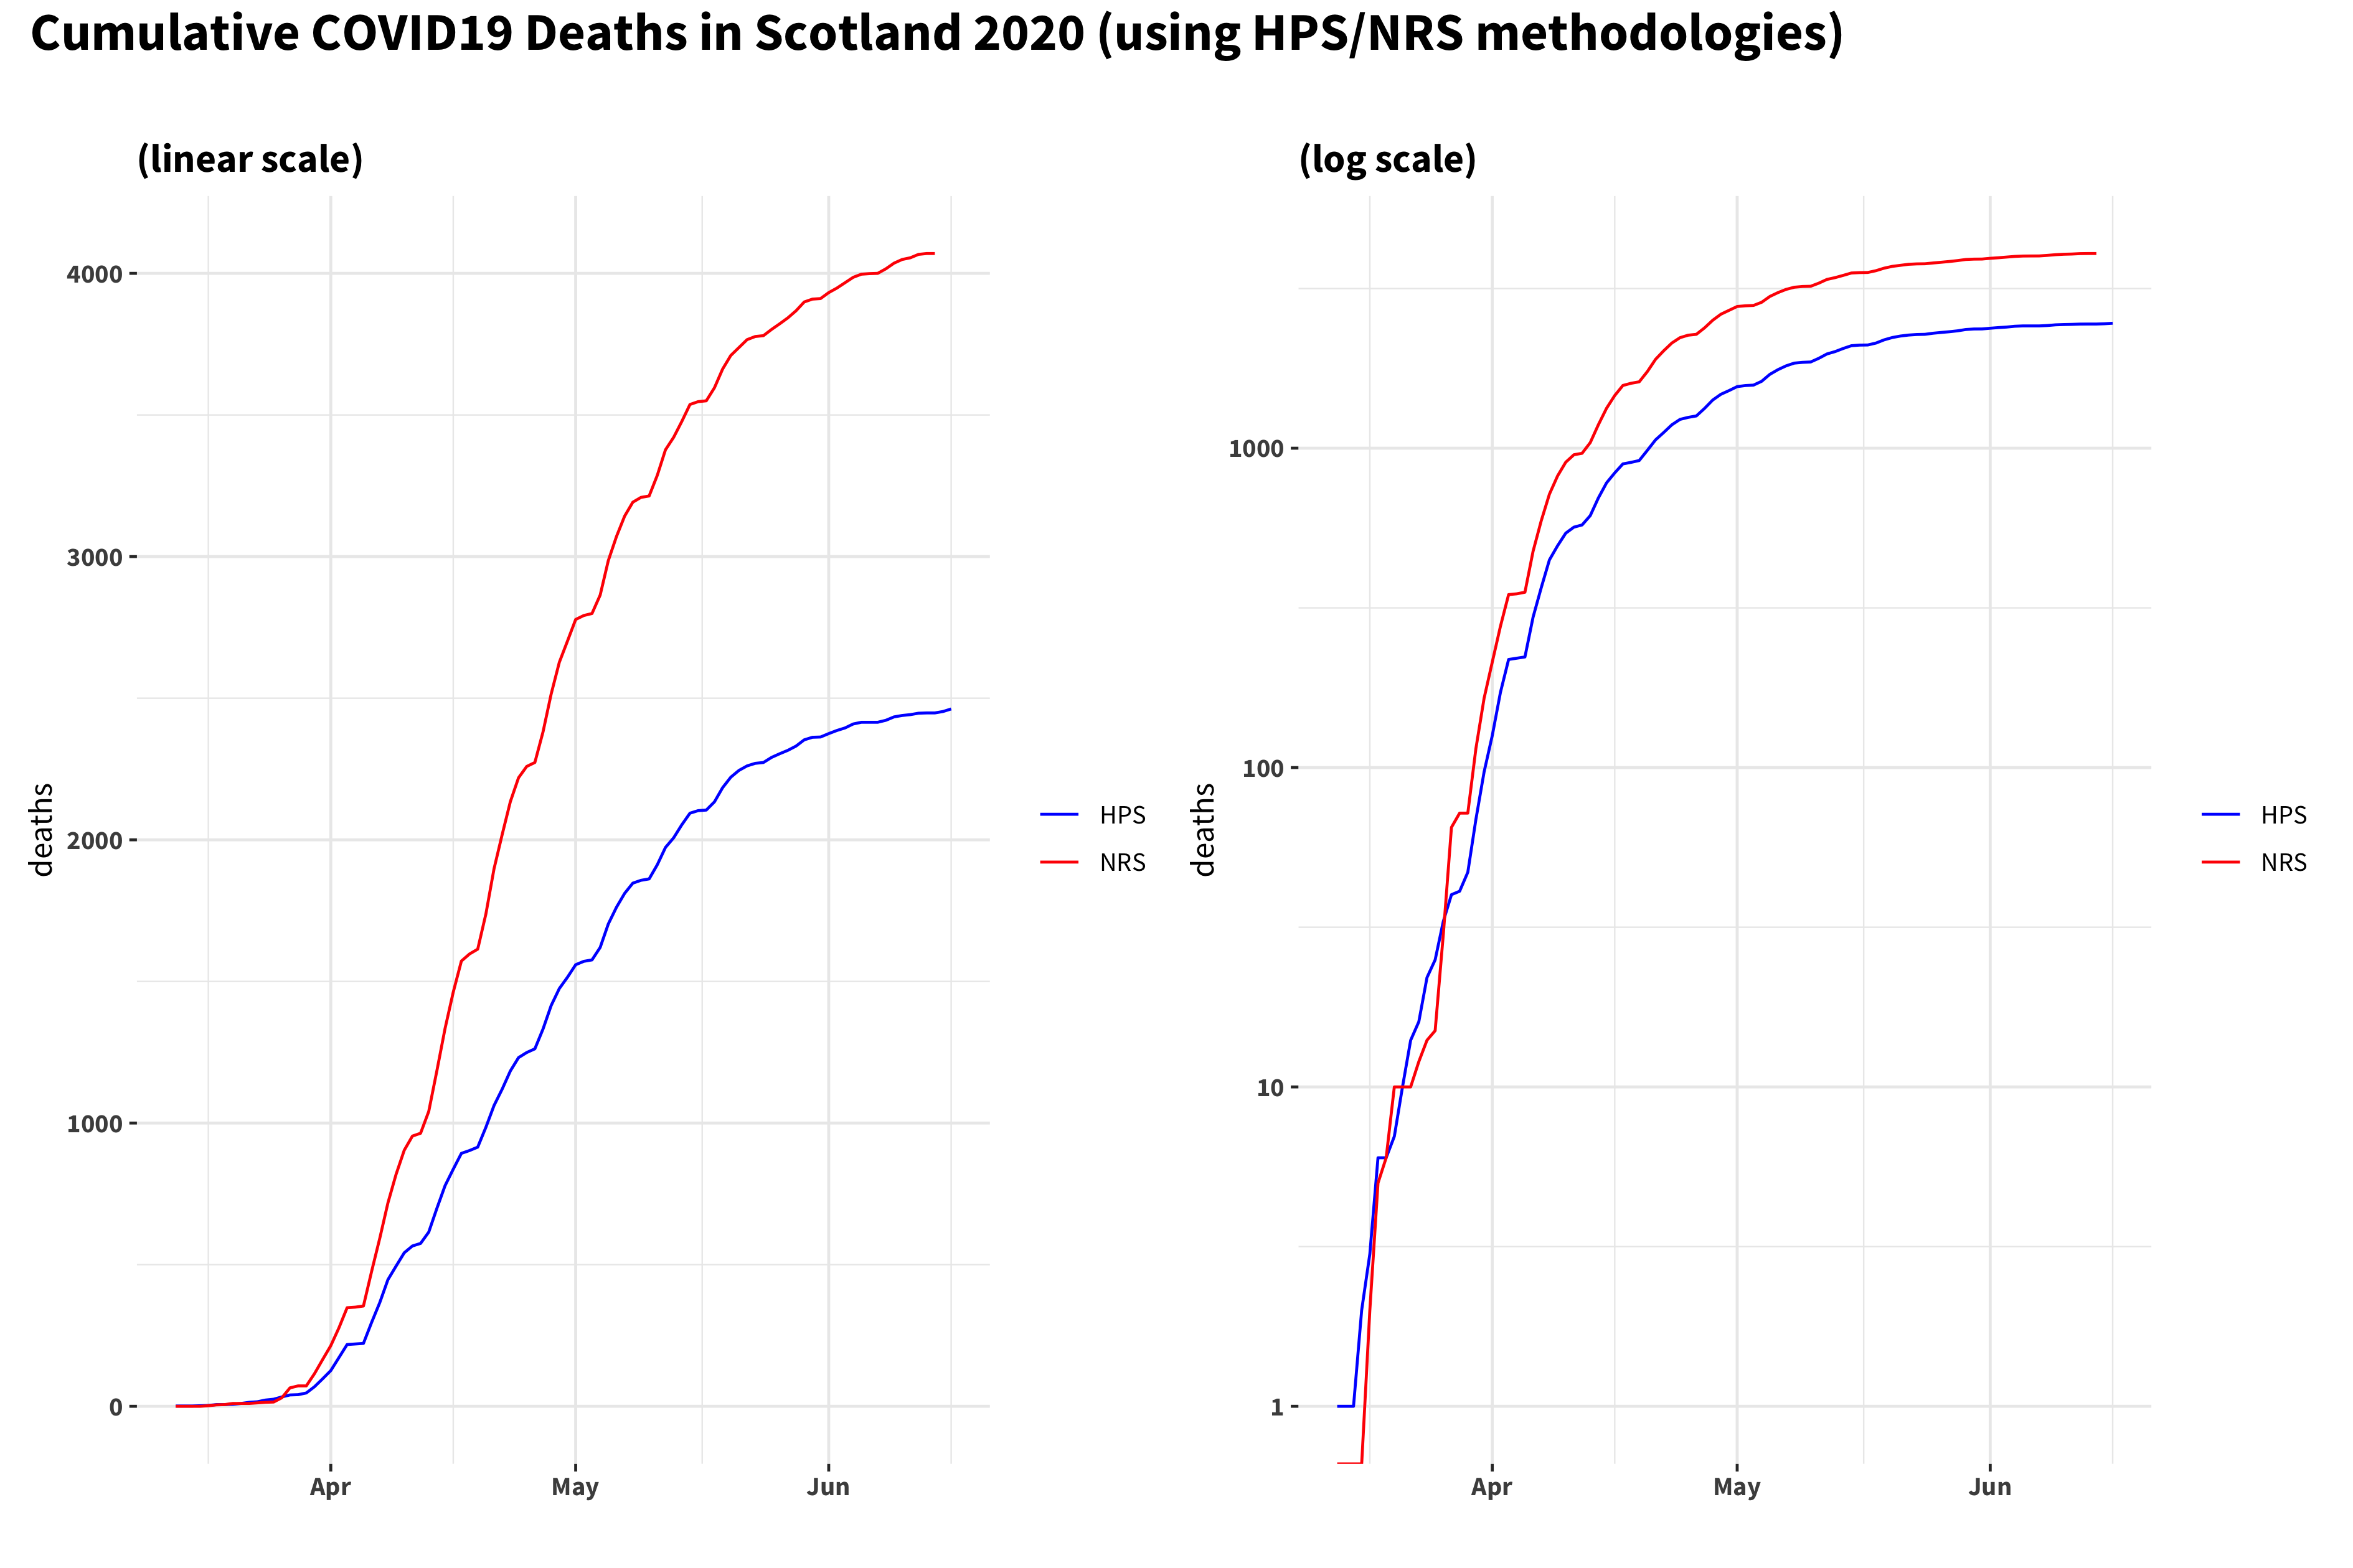 Cumulative COVID19 Deaths in Scotland 2020 (using HPS/NRS methodologies)
(linear scale)
4000
3000
2000
1000
0
deaths
Apr May Jun
HPS
NRS
(log scale)
1000
100
10
1
deaths
Apr May Jun
HPS
NRS